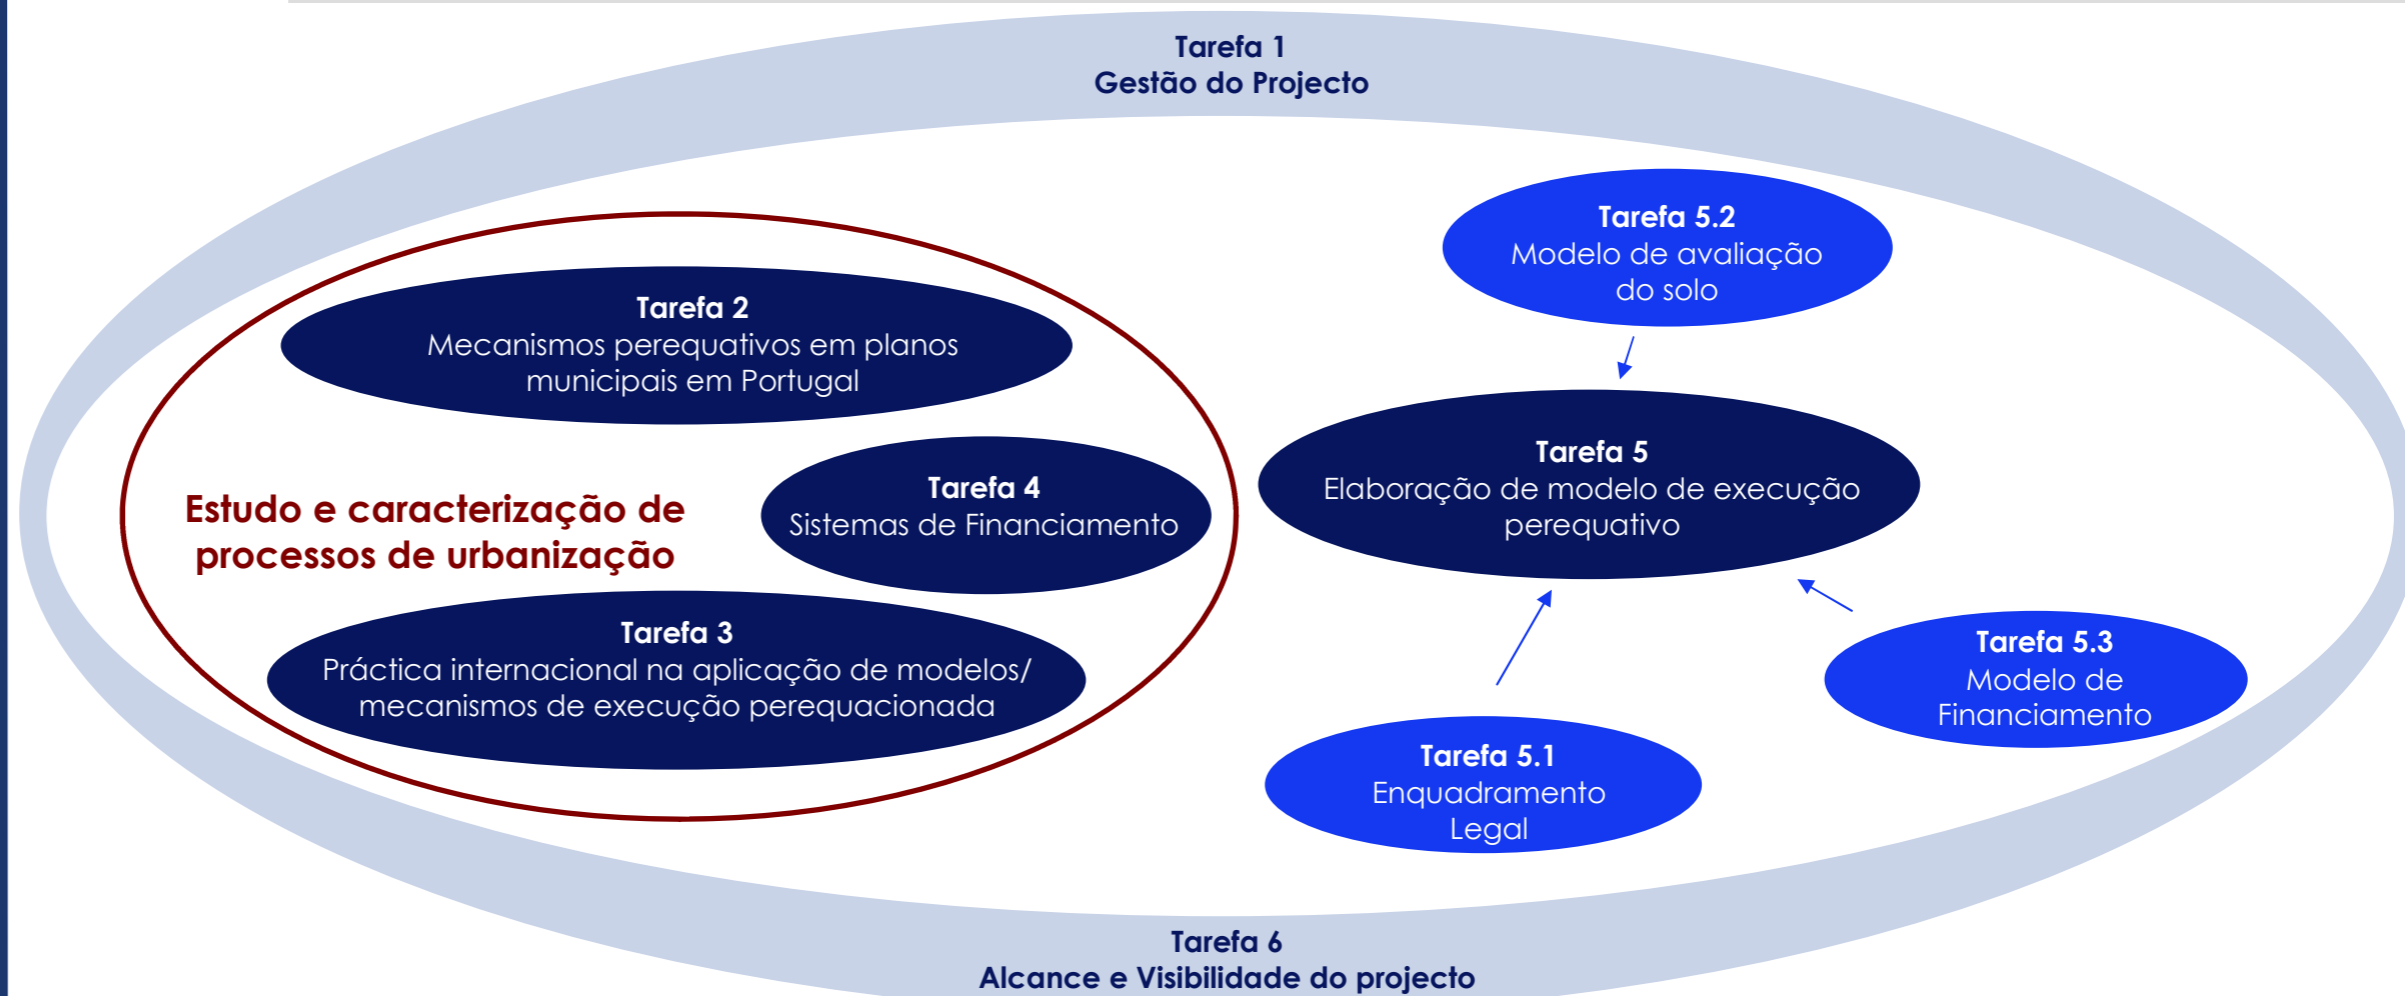 Tarefa 1
Gestão do Projecto
Tarefa 2
Mecanismos perequativos em planos
municipais em Portugal
Estudo e caracterização de
processos de urbanização
Tarefa 4
Sistemas de Financiamento
Tarefa 3
Práctica internacional na aplicação de modelos/
mecanismos de execução perequacionada
Tarefa 5.2
Modelo de avaliação
do solo
Tarefa 5
Elaboração de modelo de execução
perequativo
Tarefa 5.3
Modelo de
Financiamento
Tarefa 5.1
Enquadramento
Legal
Tarefa 6
Alcance e Visibilidade do projecto